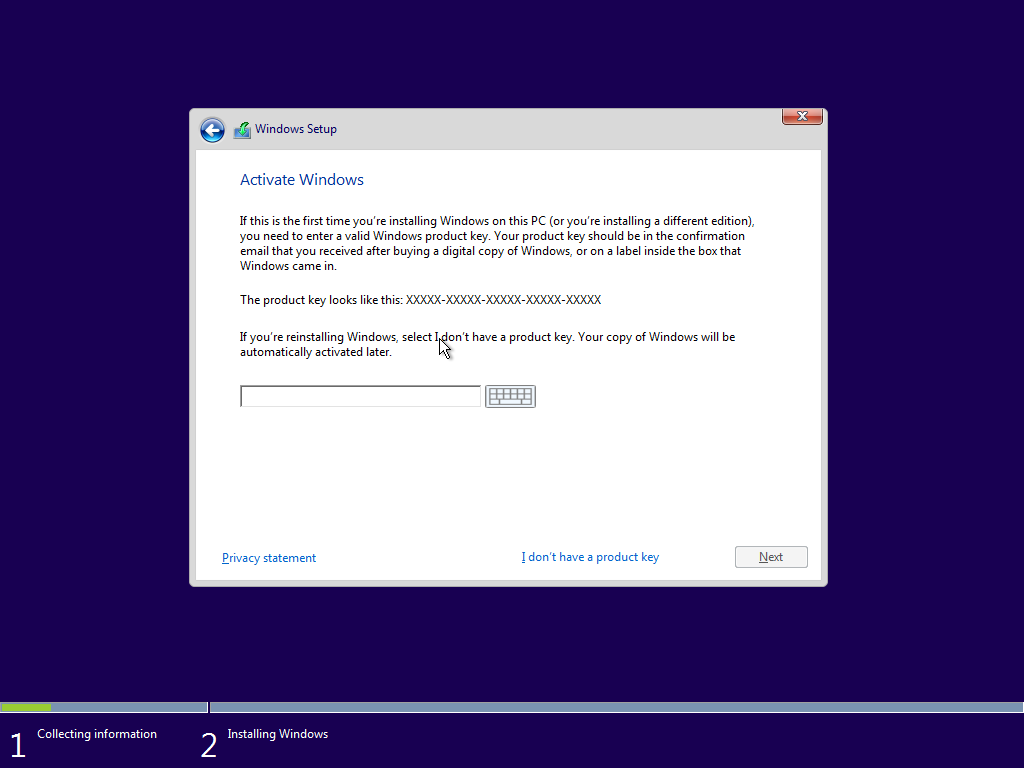 Windows Setup
Activate Windows
If this is the first time you're installing Windows on this PC (or you're installing a different edition),
you need to enter a valid Windows product key. Your product key should be in the confirmation
email that you received after buying a digital copy of Windows, or on a label inside the box that
Windows came in.
The product key looks like this: XXXXX-XXXXX-XXXXX-XXXXX-XXXXX
If you're reinstalling Windows, select I don't have a product key. Your copy of Windows will be
automatically activated later.
Privacy statement
I don't have a product key
Next
1 Collecting information
2 Installing Windows